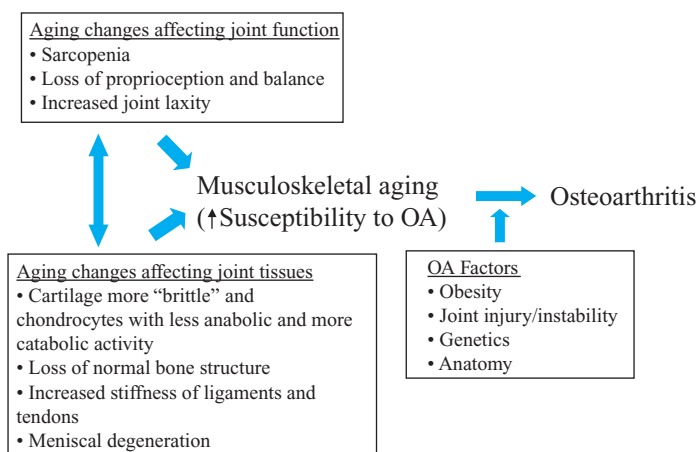 Aging changes affecting joint function
• Sarcopenia
• Loss of proprioception and balance
• Increased joint laxity
Musculoskeletal aging
(↑Susceptibility to OA)
Osteoarthritis
Aging changes affecting joint tissues
• Cartilage more “brittle” and
chondrocytes with less anabolic and more
catabolic activity
• Loss of normal bone structure
• Increased stiffness of ligaments and
tendons
• Meniscal degeneration
OA Factors
• Obesity
• Joint injury/instability
• Genetics
• Anatomy